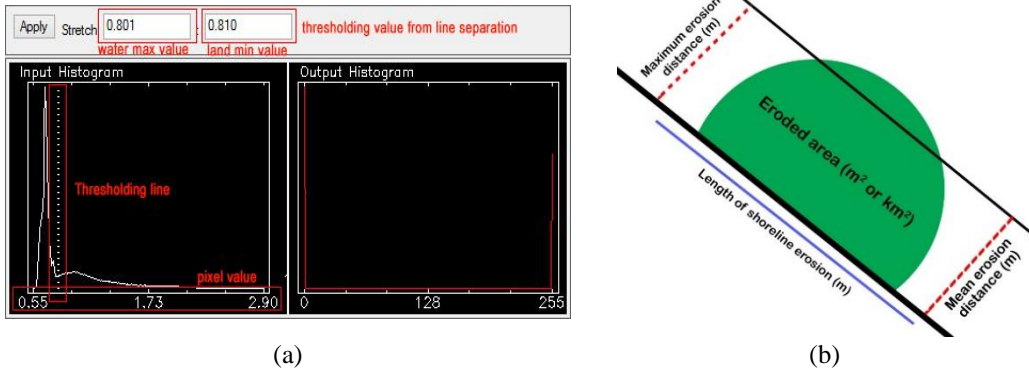 Apply Stretch 0.801 : 0.810 thresholding value from line separation
water max value land min value
Input Histogram
Thresholding line
pixel value
0.55 1.73 2.90
Output Histogram
0 128 255
(a)
Maximum erosion
distance (m)
Eroded area (m² or km²)
Length of shoreline erosion (m)
Mean erosion
distance (m)
(b)